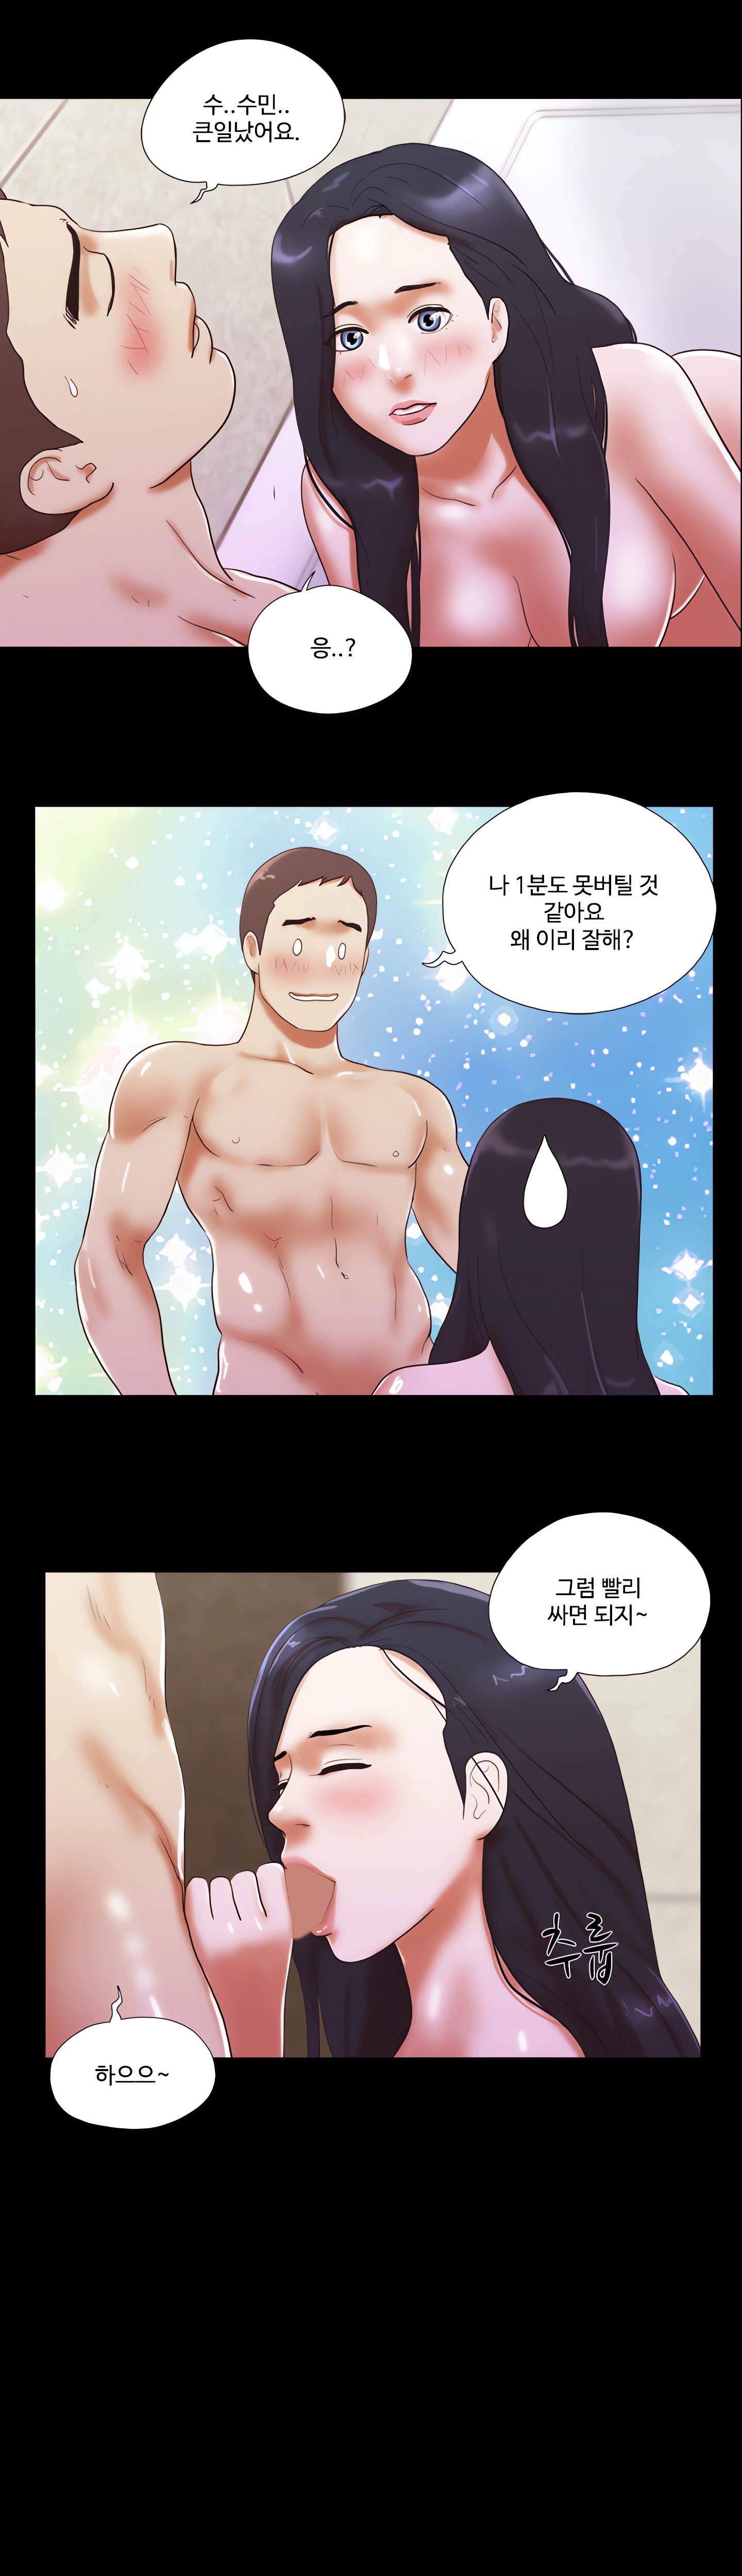 수..수민..
큰일났어요.
응..?
나 1분도 못버틸 것
같아요
왜 이리 잘해?
그럼 빨리
싸면 되지~
추릅
하으으~